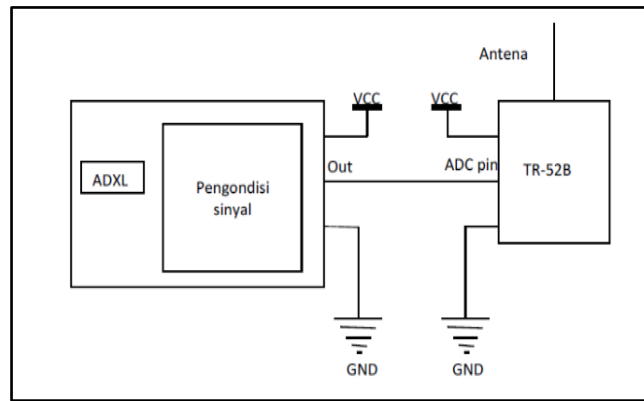 Antena
VCC
VCC
ADXL
Pengondisi
sinyal
Out
ADC pin
TR-52B
GND
GND